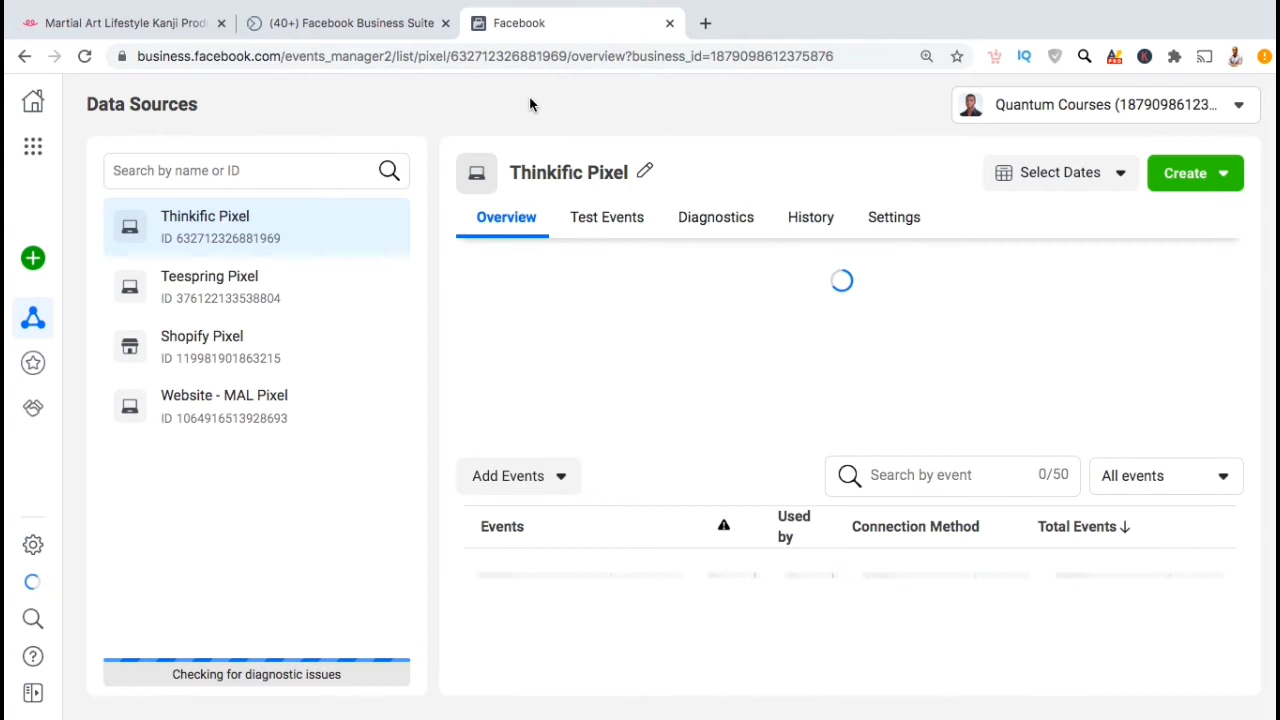 Martial Art Lifestyle Kanji Prod
(40+) Facebook Business Suite
Facebook
business.facebook.com/events_manager2/list/pixel/632712326881969/overview?business_id=1879098612375876
Data Sources
Quantum Courses (18790986123...
Search by name or ID
Thinkific Pixel
ID 632712326881969
Teespring Pixel
ID 376122133538804
Shopify Pixel
ID 119981901863215
Website - MAL Pixel
ID 1064916513928693
Checking for diagnostic issues
Thinkific Pixel
Select Dates
Create
Overview
Test Events
Diagnostics
History
Settings
Add Events
Search by event
0/50
All events
Events
Used
by
Connection Method
Total Events